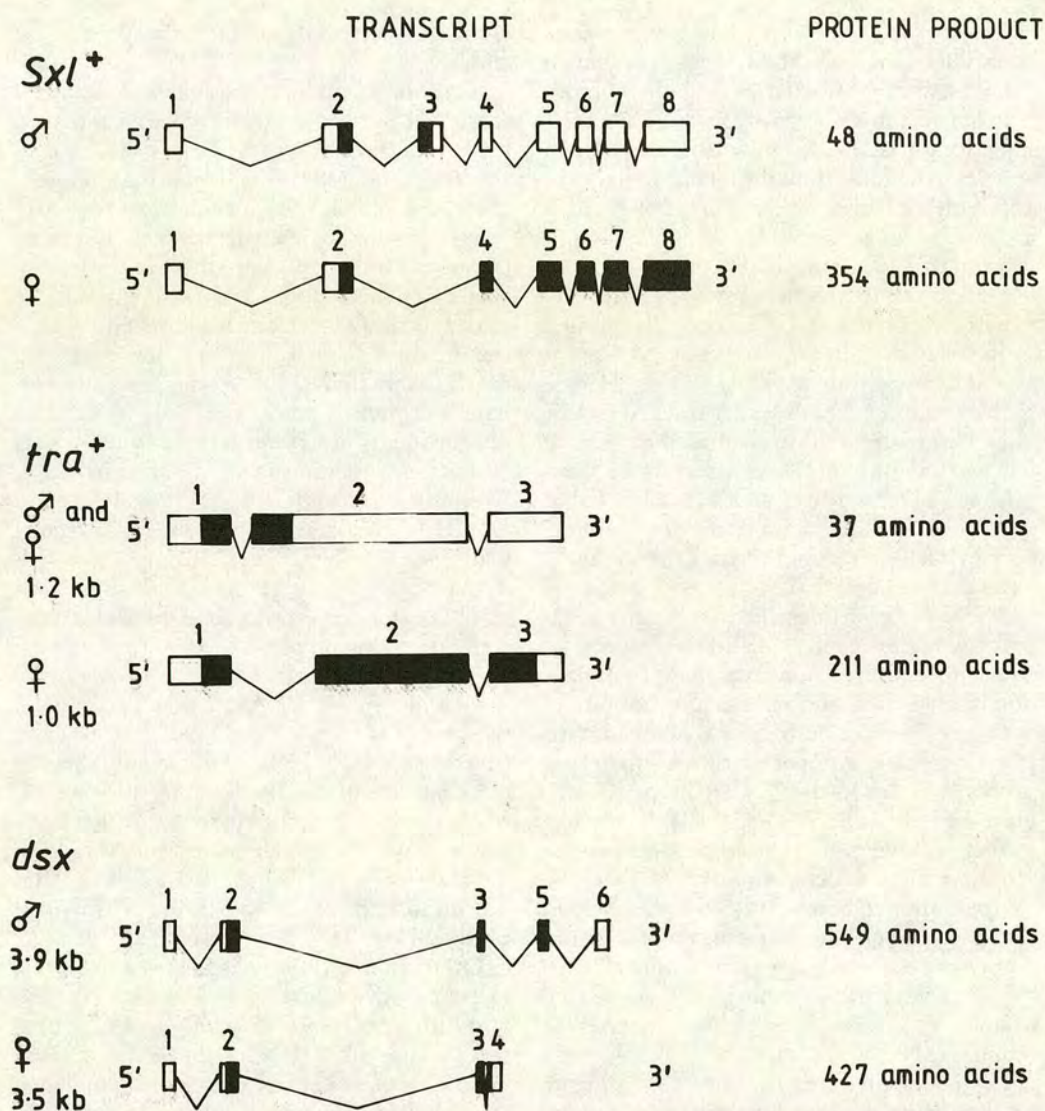 TRANSCRIPT PROTEIN PRODUCT
Sxl+
1 2 3 4 5 6 7 8
♂ 5' 3' 48 amino acids
1 2 4 5 6 7 8
♀ 5' 3' 354 amino acids
tra+
1 2 3
♂ and 5' 3' 37 amino acids
♀
1·2 kb
1 2 3
♀ 5' 3' 211 amino acids
1·0 kb
dsx
1 2 3 5 6
♂ 5' 3' 549 amino acids
3·9 kb
1 2 3 4
♀ 5' 3' 427 amino acids
3·5 kb